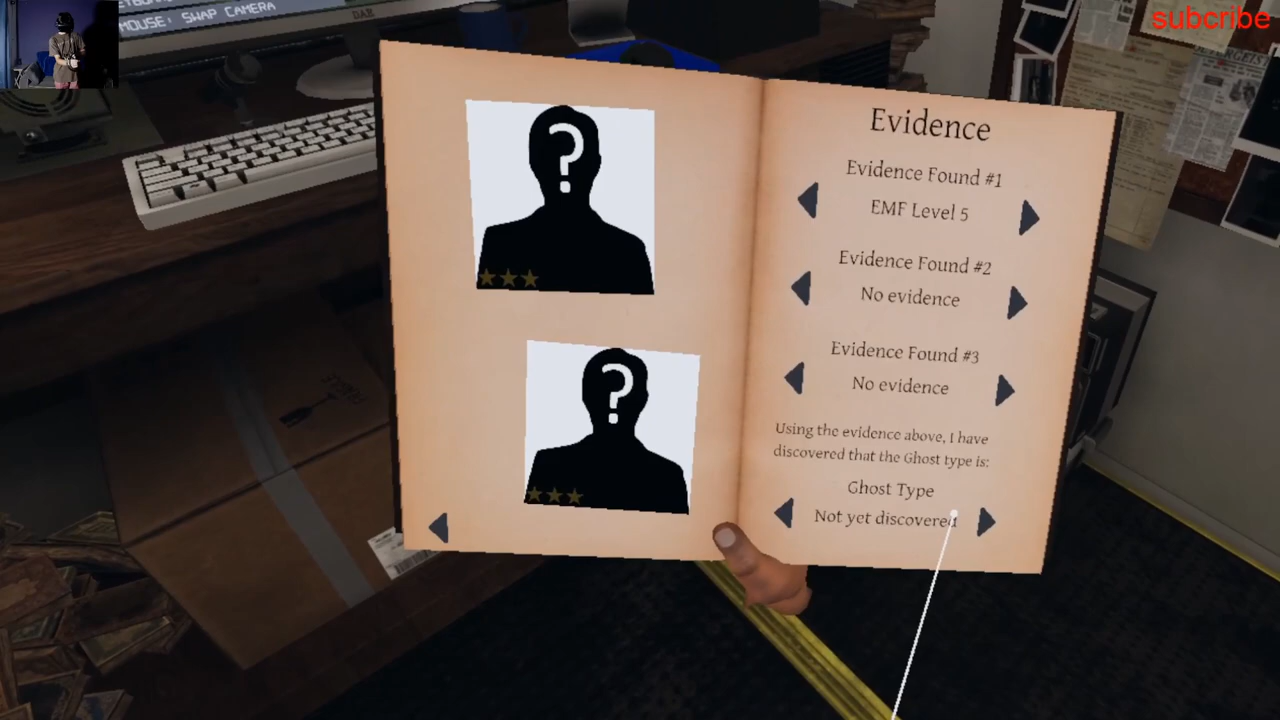 MOUSE: SWAP CAMERA
DAB
subcribe
Evidence
Evidence Found #1
EMF Level 5
Evidence Found #2
No evidence
Evidence Found #3
No evidence
Using the evidence above, I have
discovered that the Ghost type is:
Ghost Type
Not yet discovered